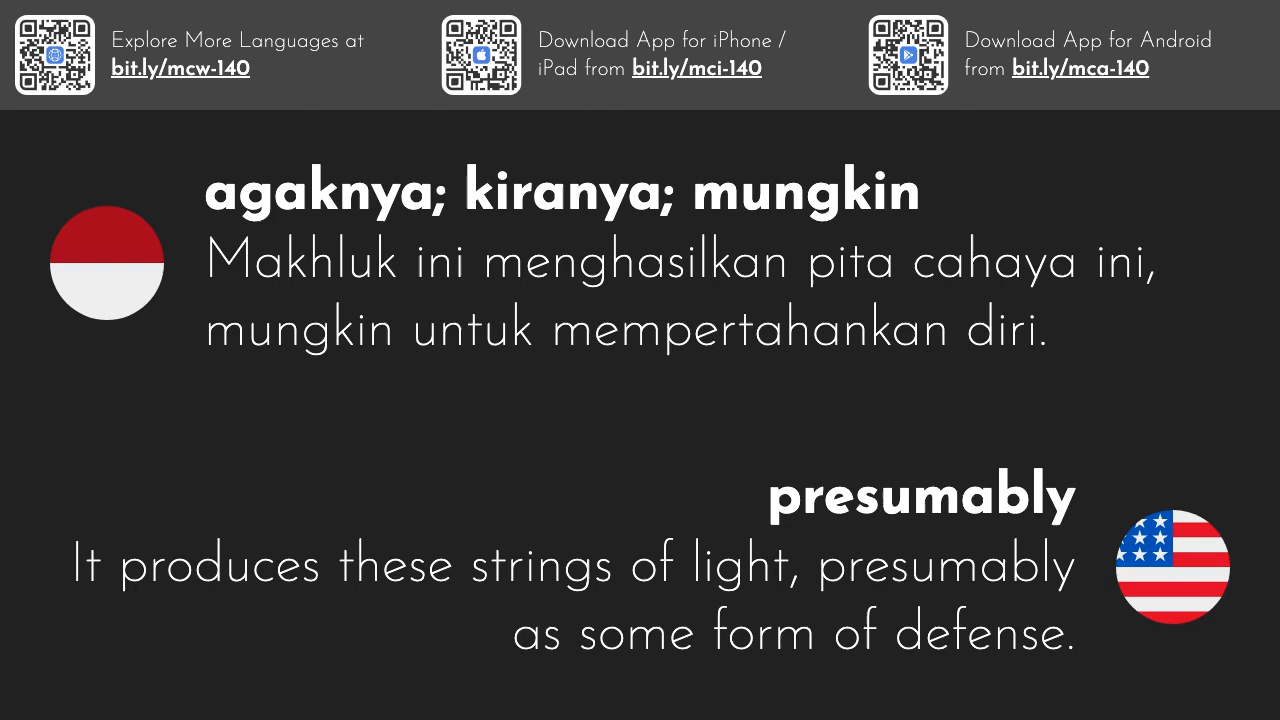 Explore More Languages at
bit.ly/mcw-140
Download App for iPhone /
iPad from bit.ly/mci-140
Download App for Android
from bit.ly/mca-140
agaknya; kiranya; mungkin
Makhluk ini menghasilkan pita cahaya ini,
mungkin untuk mempertahankan diri.
presumably
It produces these strings of light, presumably
as some form of defense.